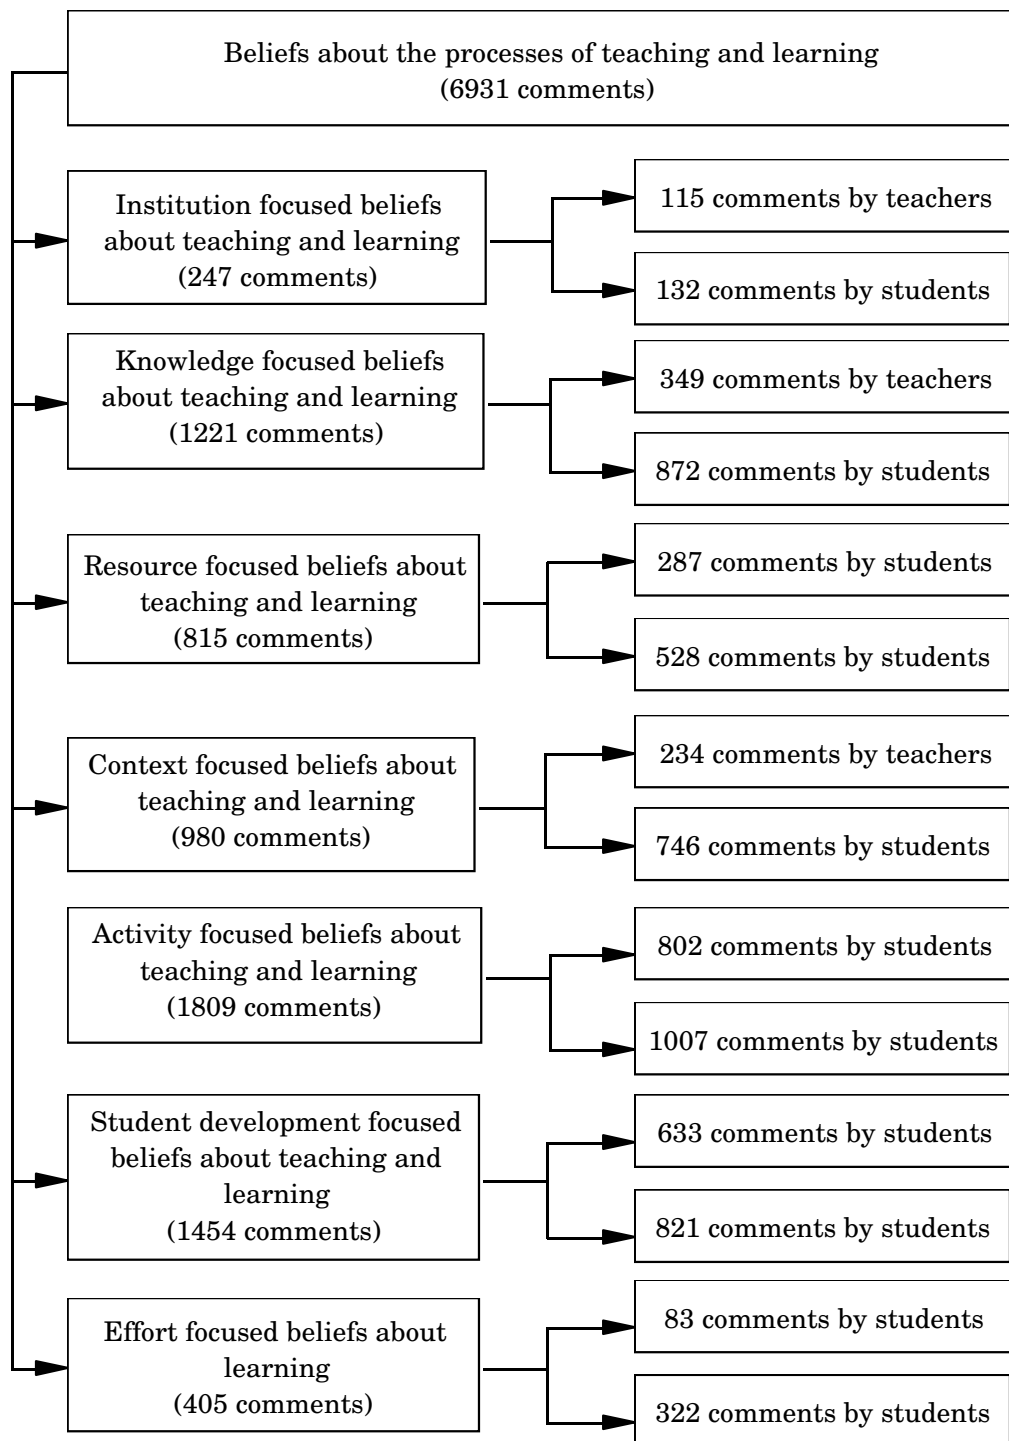 Beliefs about the processes of teaching and learning
(6931 comments)
Institution focused beliefs
about teaching and learning
(247 comments)
115 comments by teachers
132 comments by students
Knowledge focused beliefs
about teaching and learning
(1221 comments)
349 comments by teachers
872 comments by students
Resource focused beliefs about
teaching and learning
(815 comments)
287 comments by students
528 comments by students
Context focused beliefs about
teaching and learning
(980 comments)
234 comments by teachers
746 comments by students
Activity focused beliefs about
teaching and learning
(1809 comments)
802 comments by students
1007 comments by students
Student development focused
beliefs about teaching and
learning
(1454 comments)
633 comments by students
821 comments by students
Effort focused beliefs about
learning
(405 comments)
83 comments by students
322 comments by students